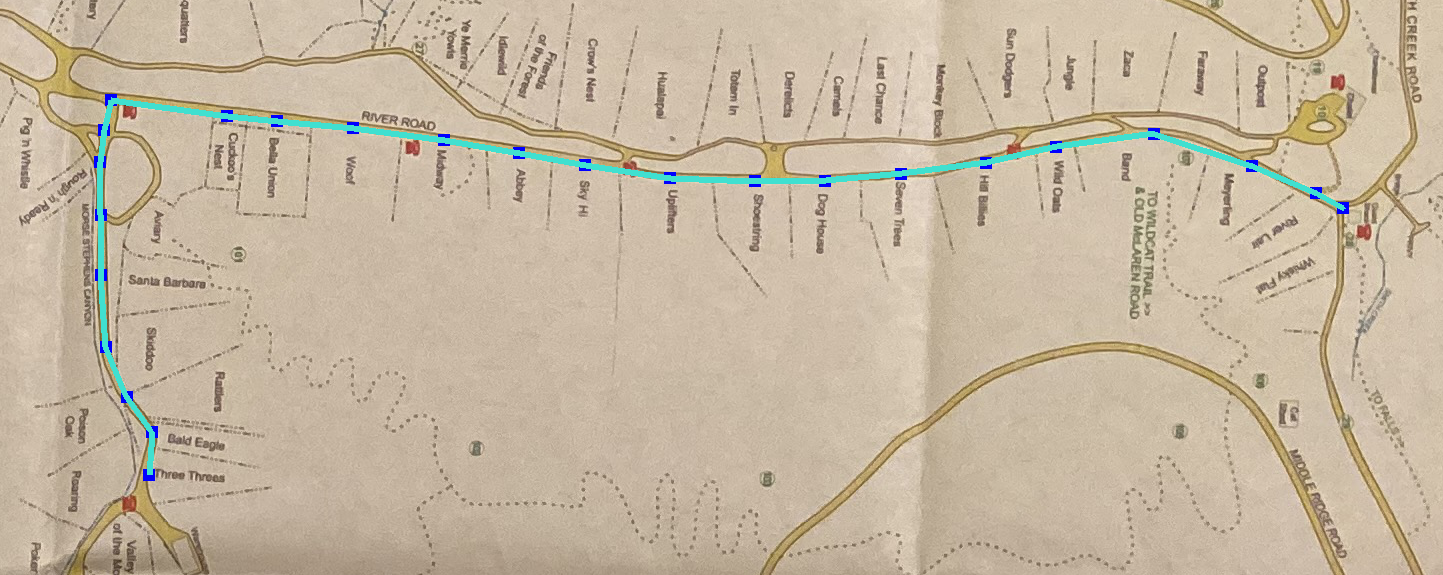 quatters
27
Ye Merrie
Yowls
Idlewild
Friends
of the Forest
Crow's Nest
Hualapai
Totem In
Derelicts
Camels
Last Chance
Monkey Block
Sun Dodgers
Jungle
Zaca
Faraway
Outpost
H CREEK ROAD
Pig 'n Whistle
Rough 'n Ready
MORSE STEPHENS CANYON
Aviary
Cuckoo's
Nest
Bella Union
Woof
RIVER ROAD
Midway
Abbey
Sky Hi
Uplifters
Shoestring
Dog House
Seven Trees
Hill Billies
Wild Oats
Band
TO WILDCAT TRAIL >>
& OLD McLAREN ROAD
Meyerling
River Lair
Whisky Flat
Santa Barbara
Skiddoo
Rattlers
Poison
Oak
Bald Eagle
Three Threes
Roaring
Valley
of the Mo
Poker
MIDDLE RIDGE ROAD
TO FALLS >>